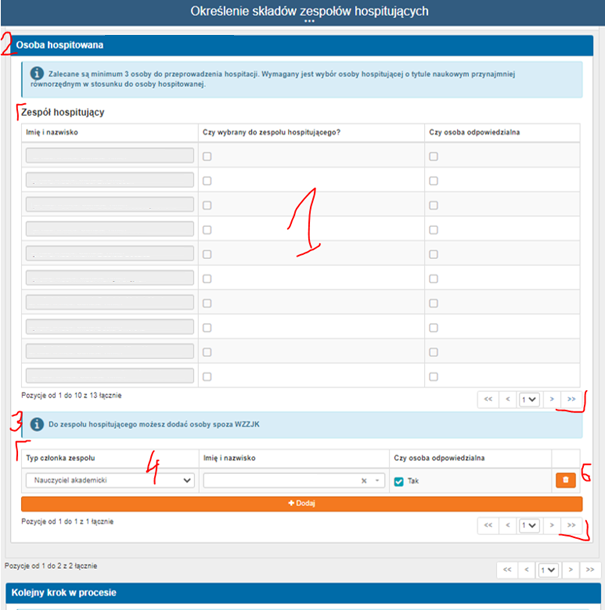 Określenie składów zespołów hospitujących
2 Osoba hospitowana
Zalecane są minimum 3 osoby do przeprowadzenia hospitacji. Wymagany jest wybór osoby hospitującej o tytule naukowym przynajmniej
równorzędnym w stosunku do osoby hospitowanej.
Zespół hospitujący
Imię i nazwisko Czy wybrany do zespołu hospitującego? Czy osoba odpowiedzialna
1
Pozycje od 1 do 10 z 13 łącznie
<< < 1 > >>
3 Do zespołu hospitującego możesz dodać osoby spoza WZZJK
Typ członka zespołu Imię i nazwisko Czy osoba odpowiedzialna
4
Nauczyciel akademicki x Tak 6
+ Dodaj
Pozycje od 1 do 1 z 1 łącznie
<< < 1 > >>
Pozycje od 1 do 2 z 2 łącznie
<< < 1 > >>
Kolejny krok w procesie